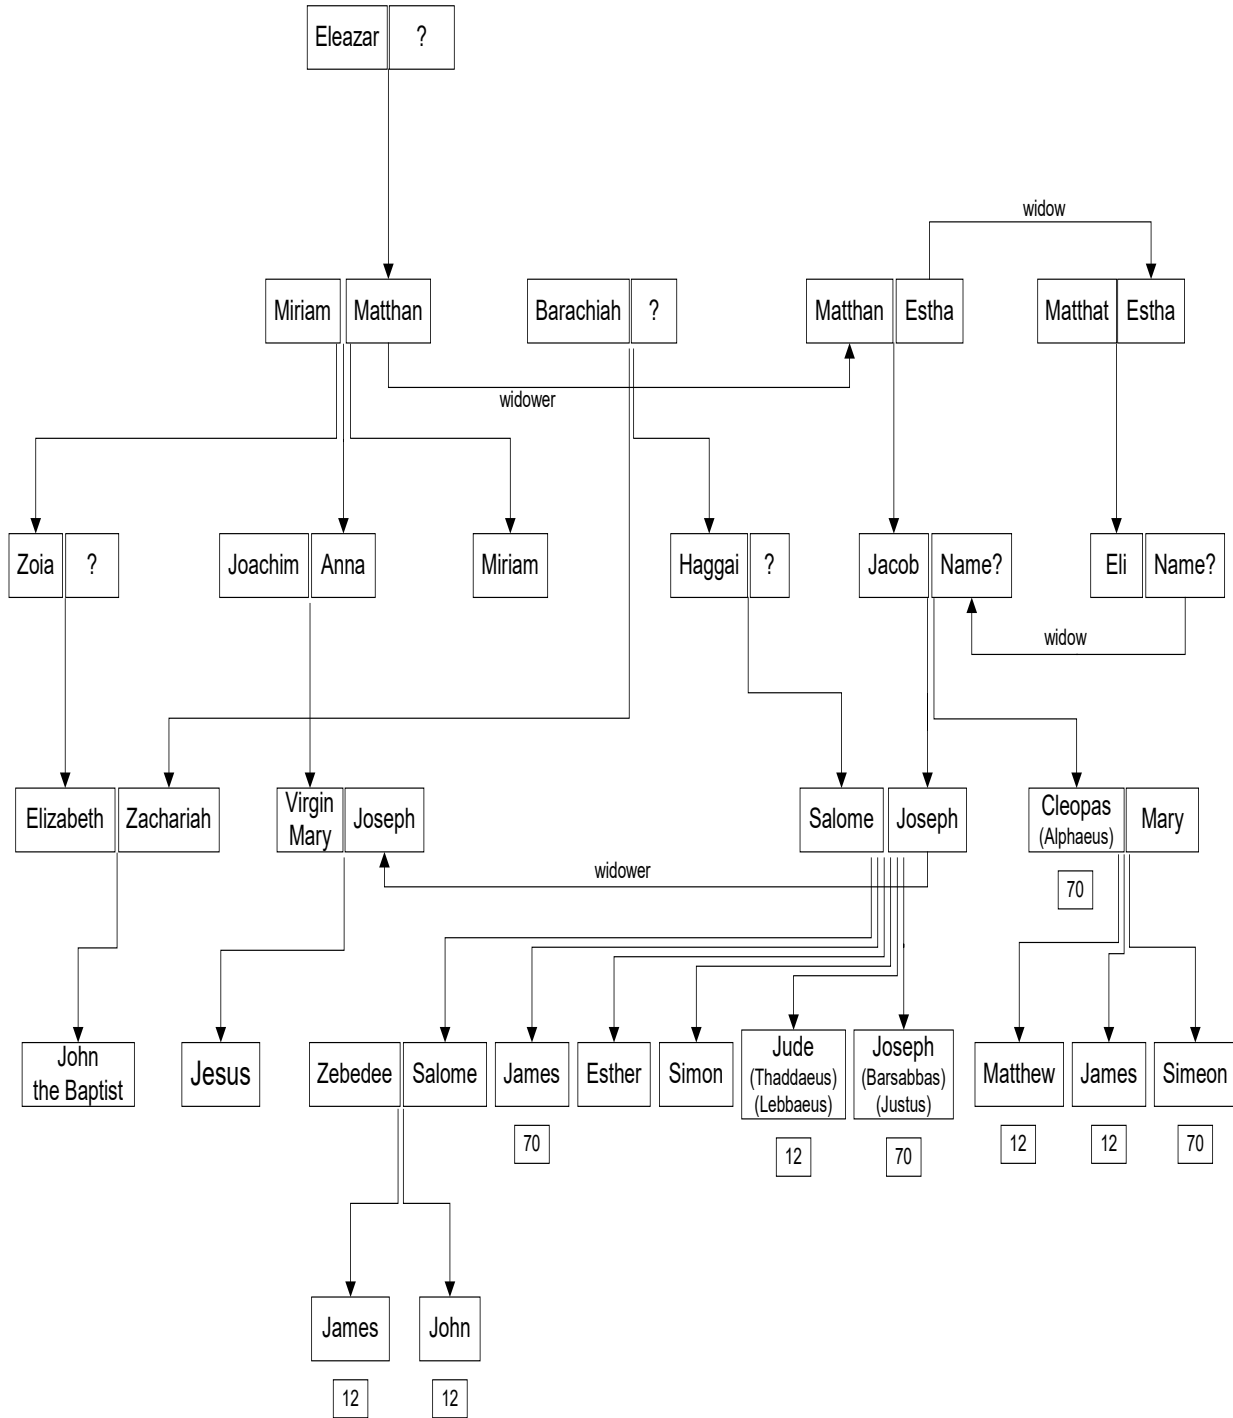 Eleazar ?
widow
Miriam Matthan Barachiah ? Matthan Estha Matthat Estha
widower
Zoia ? Joachim Anna Miriam Haggai ? Jacob Name? Eli Name?
widow
Elizabeth Zachariah Virgin Mary Joseph Salome Joseph Cleopas (Alphaeus) Mary
widower
70
John the Baptist Jesus Zebedee Salome James Esther Simon Jude (Thaddaeus) (Lebbaeus) Joseph (Barsabbas) (Justus) Matthew James Simeon
70 12 70 12 12 70
James John
12 12